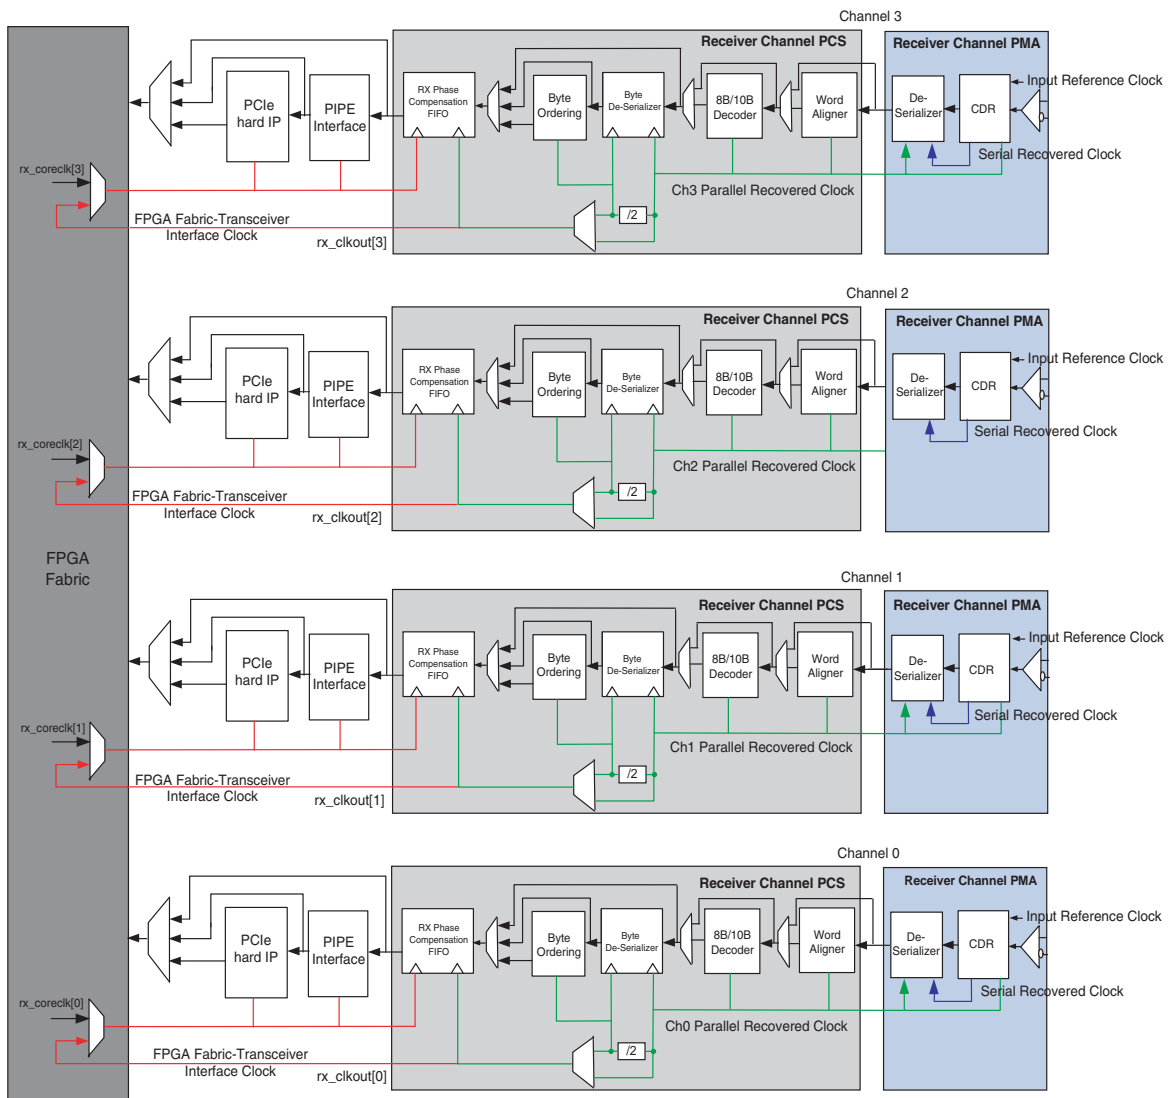 Channel 3
Receiver Channel PCS
Receiver Channel PMA
Input Reference Clock
RX Phase
Compensation
FIFO
Byte
Ordering
Byte
De-Serializer
8B/10B
Decoder
Word
Aligner
De-
Serializer
CDR
PCIe
hard IP
PIPE
Interface
Serial Recovered Clock
rx_coreclk[3]
Ch3 Parallel Recovered Clock
/2
FPGA Fabric-Transceiver
Interface Clock
rx_clkout[3]
Channel 2
Receiver Channel PCS
Receiver Channel PMA
Input Reference Clock
RX Phase
Compensation
FIFO
Byte
Ordering
Byte
De-Serializer
8B/10B
Decoder
Word
Aligner
De-
Serializer
CDR
PCIe
hard IP
PIPE
Interface
Serial Recovered Clock
rx_coreclk[2]
Ch2 Parallel Recovered Clock
/2
FPGA Fabric-Transceiver
Interface Clock
rx_clkout[2]
FPGA
Fabric
Channel 1
Receiver Channel PCS
Receiver Channel PMA
Input Reference Clock
RX Phase
Compensation
FIFO
Byte
Ordering
Byte
De-Serializer
8B/10B
Decoder
Word
Aligner
De-
Serializer
CDR
PCIe
hard IP
PIPE
Interface
Serial Recovered Clock
rx_coreclk[1]
Ch1 Parallel Recovered Clock
/2
FPGA Fabric-Transceiver
Interface Clock
rx_clkout[1]
Channel 0
Receiver Channel PCS
Receiver Channel PMA
Input Reference Clock
RX Phase
Compensation
FIFO
Byte
Ordering
Byte
De-Serializer
8B/10B
Decoder
Word
Aligner
De-
Serializer
CDR
PCIe
hard IP
PIPE
Interface
Serial Recovered Clock
rx_coreclk[0]
Ch0 Parallel Recovered Clock
/2
FPGA Fabric-Transceiver
Interface Clock
rx_clkout[0]